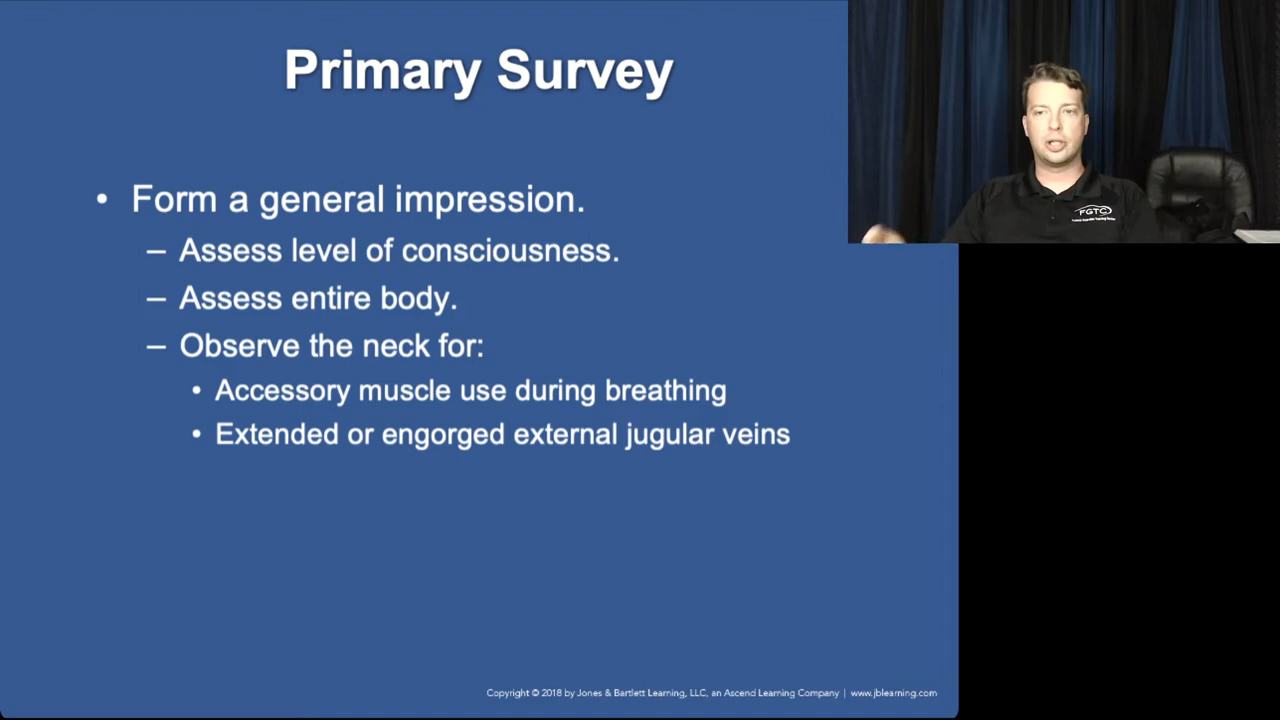 Primary Survey
• Form a general impression.
– Assess level of consciousness.
– Assess entire body.
– Observe the neck for:
• Accessory muscle use during breathing
• Extended or engorged external jugular veins
FGTC
Copyright © 2018 by Jones & Bartlett Learning, LLC, an Ascend Learning Company | www.jblearning.com